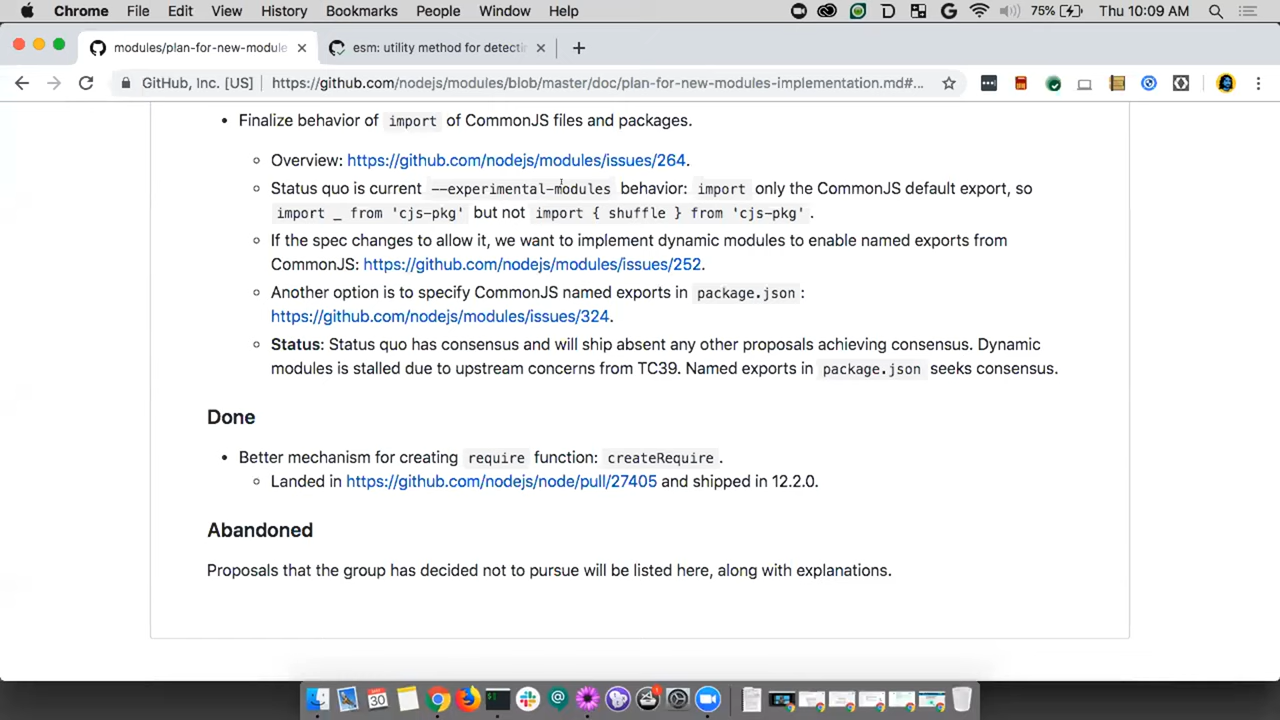 Chrome File Edit View History Bookmarks People Window Help 75% Thu 10:09 AM
modules/plan-for-new-module esm: utility method for detecti
GitHub, Inc. [US] https://github.com/nodejs/modules/blob/master/doc/plan-for-new-modules-implementation.md#...
• Finalize behavior of import of CommonJS files and packages.
Overview: https://github.com/nodejs/modules/issues/264.
Status quo is current --experimental-modules behavior: import only the CommonJS default export, so
import _ from 'cjs-pkg' but not import { shuffle } from 'cjs-pkg'.
If the spec changes to allow it, we want to implement dynamic modules to enable named exports from
CommonJS: https://github.com/nodejs/modules/issues/252.
Another option is to specify CommonJS named exports in package.json:
https://github.com/nodejs/modules/issues/324.
Status: Status quo has consensus and will ship absent any other proposals achieving consensus. Dynamic
modules is stalled due to upstream concerns from TC39. Named exports in package.json seeks consensus.
Done
• Better mechanism for creating require function: createRequire.
Landed in https://github.com/nodejs/node/pull/27405 and shipped in 12.2.0.
Abandoned
Proposals that the group has decided not to pursue will be listed here, along with explanations.
30